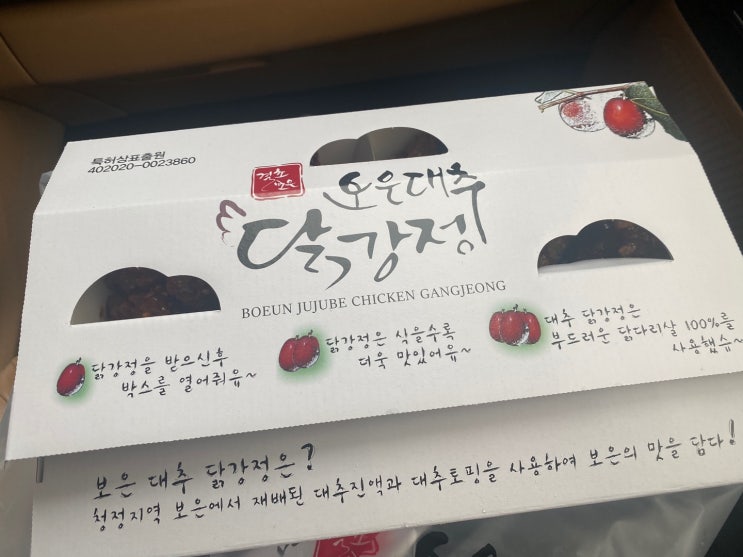 특허상표출원
402020-0023860
결초
보은
보은대추
닭강정
BOEUN JUJUBE CHICKEN GANGJEONG
닭강정을 받으신후
박스를 열어줘유~
닭강정은 식을수록
더욱 맛있어유~
대추 닭강정은
부드러운 닭다리살 100%를
사용했슈~
보은 대추 닭강정은?
청정지역 보은에서 재배된 대추진액과 대추토핑을 사용하여 보은의 맛을 담다!